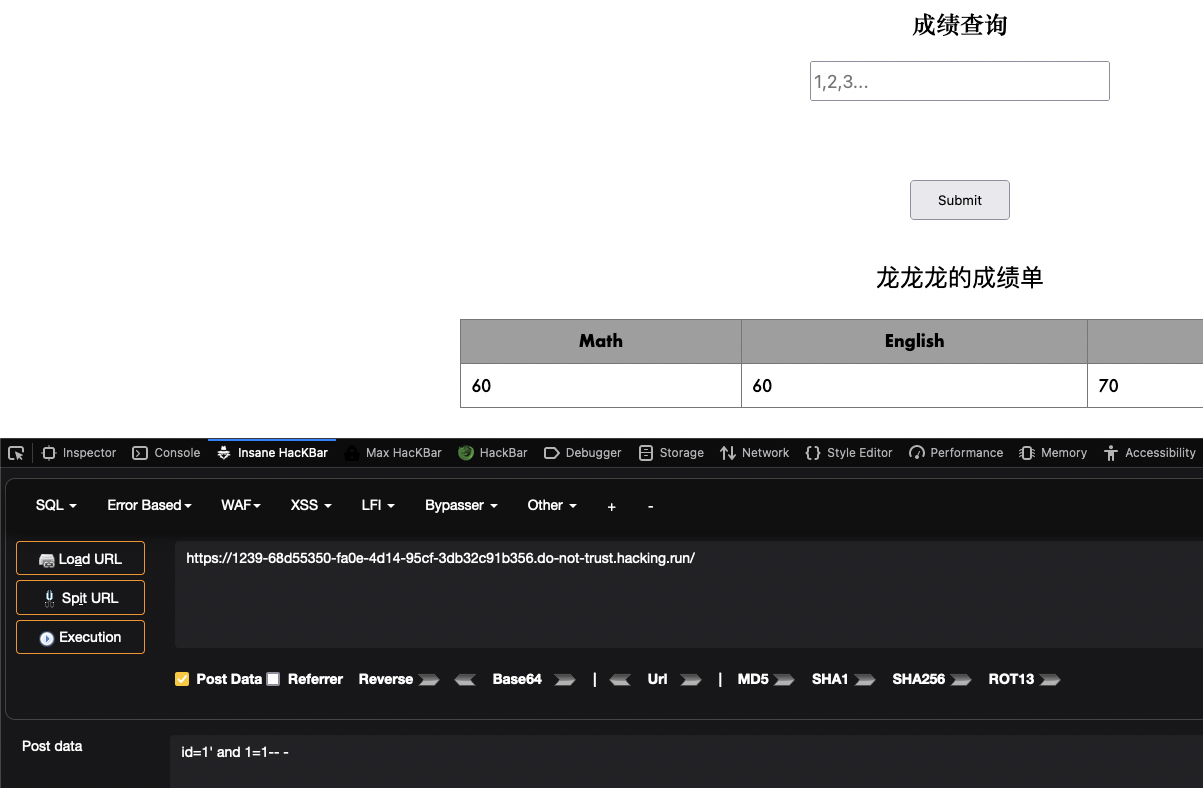 成绩查询
1,2,3...
Submit
龙龙龙的成绩单
Math English
60 60 70
Inspector Console Insane HacKBar Max HacKBar HackBar Debugger Storage Network Style Editor Performance Memory Accessibility
SQL Error Based WAF XSS LFI Bypasser Other + -
Load URL https://1239-68d55350-fa0e-4d14-95cf-3db32c91b356.do-not-trust.hacking.run/
Spit URL
Execution
Post Data Referrer Reverse Base64 | Url | MD5 SHA1 SHA256 ROT13
Post data id=1' and 1=1-- -